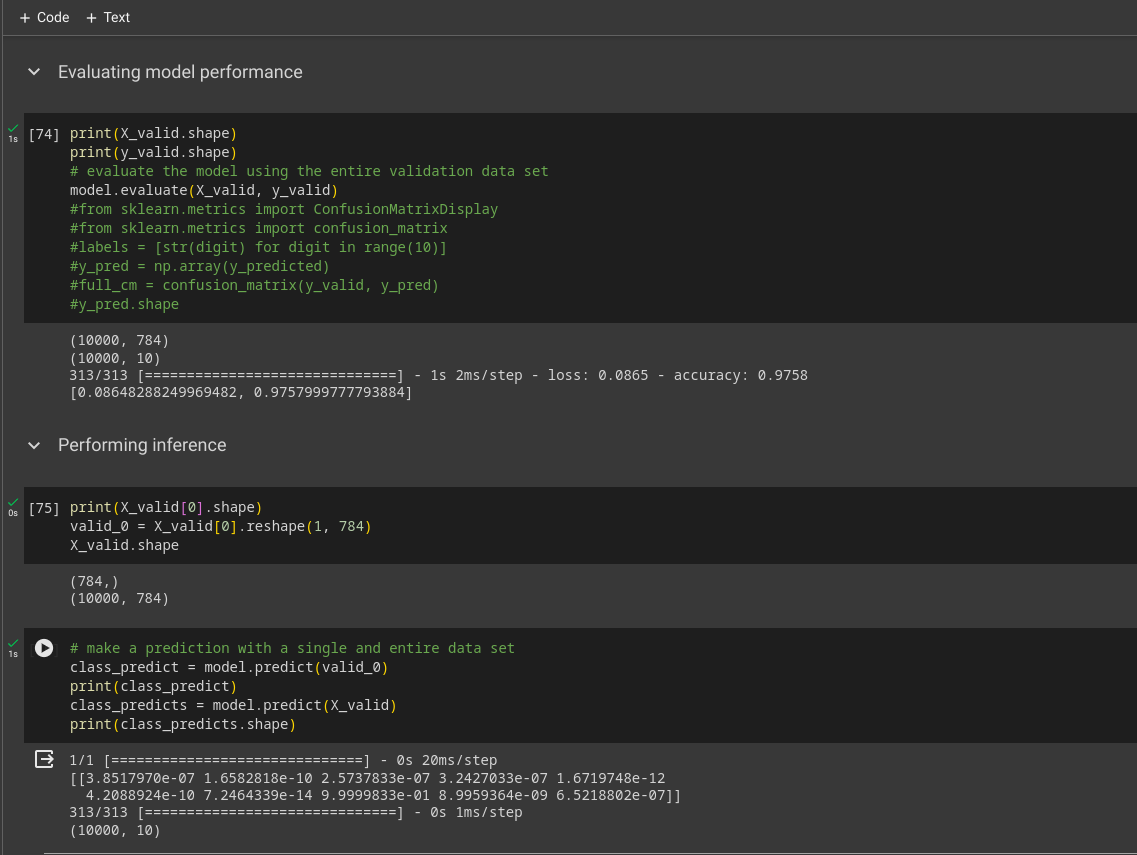 + Code + Text
Evaluating model performance
1s
[74] print(X_valid.shape)
print(y_valid.shape)
# evaluate the model using the entire validation data set
model.evaluate(X_valid, y_valid)
#from sklearn.metrics import ConfusionMatrixDisplay
#from sklearn.metrics import confusion_matrix
#labels = [str(digit) for digit in range(10)]
#y_pred = np.array(y_predicted)
#full_cm = confusion_matrix(y_valid, y_pred)
#y_pred.shape
(10000, 784)
(10000, 10)
313/313 [==============================] - 1s 2ms/step - loss: 0.0865 - accuracy: 0.9758
[0.08648288249969482, 0.9757999777793884]
Performing inference
0s
[75] print(X_valid[0].shape)
valid_0 = X_valid[0].reshape(1, 784)
X_valid.shape
(784,)
(10000, 784)
1s
# make a prediction with a single and entire data set
class_predict = model.predict(valid_0)
print(class_predict)
class_predicts = model.predict(X_valid)
print(class_predicts.shape)
1/1 [==============================] - 0s 20ms/step
[[3.8517970e-07 1.6582818e-10 2.5737833e-07 3.2427033e-07 1.6719748e-12
4.2088924e-10 7.2464339e-14 9.9999833e-01 8.9959364e-09 6.5218802e-07]]
313/313 [==============================] - 0s 1ms/step
(10000, 10)